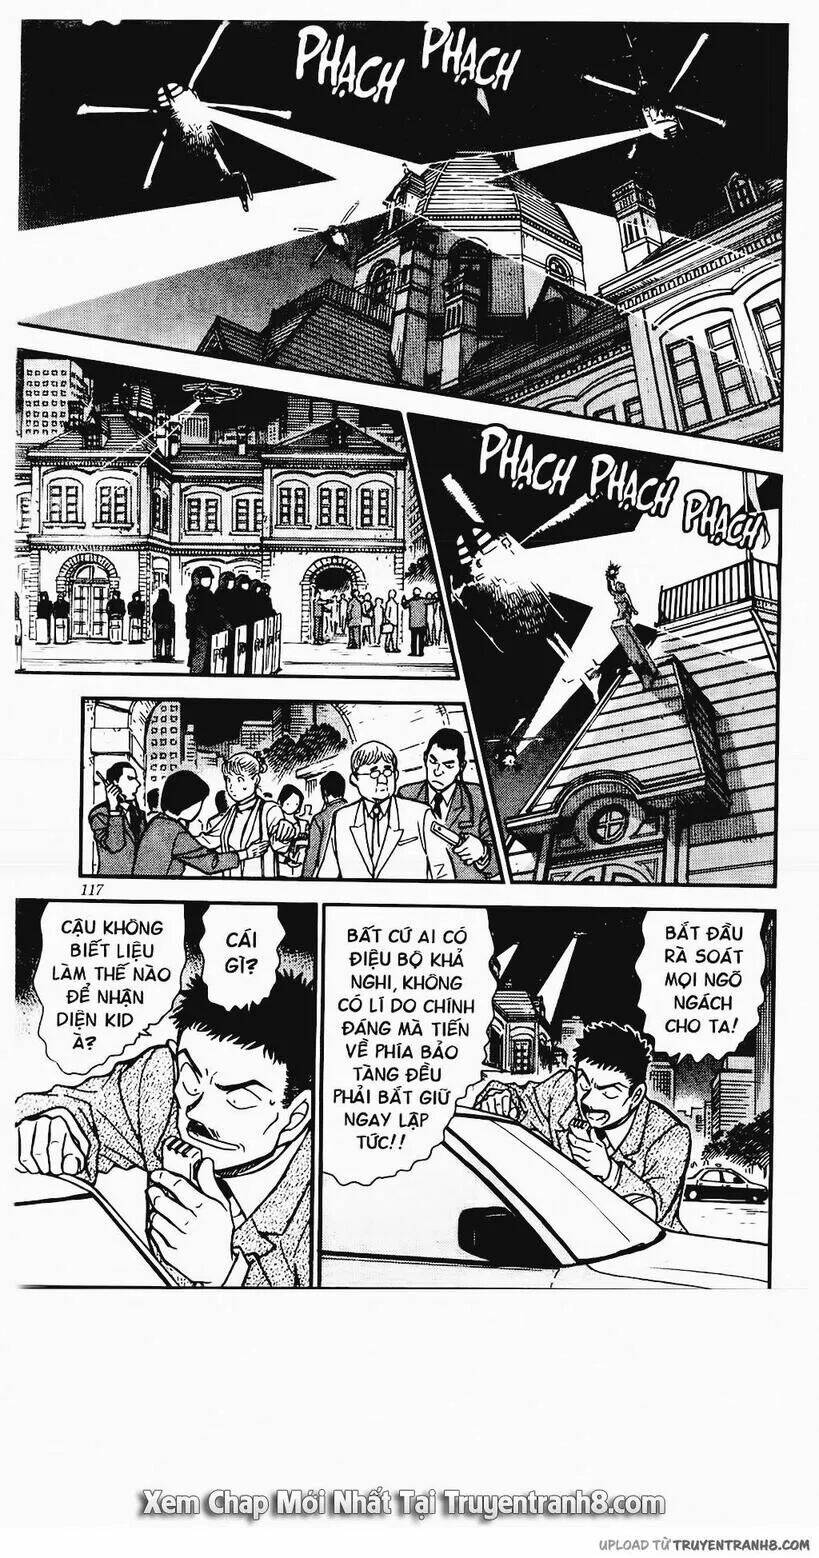 PHẠCH
PHẠCH
PHẠCH
PHẠCH
PHẠCH
117
BẮT ĐẦU
RÀ SOÁT
MỌI NGÕ
NGÁCH
CHO TA!
BẤT CỨ AI CÓ
ĐIỆU BỘ KHẢ
NGHI, KHÔNG
CÓ LÍ DO CHÍNH
ĐÁNG MÀ TIẾN
VỀ PHÍA BẢO
TÀNG ĐỀU
PHẢI BẮT GIỮ
NGAY LẬP
TỨC!!
CÁI
GÌ?
CẬU KHÔNG
BIẾT LIỆU
LÀM THẾ NÀO
ĐỂ NHẬN
DIỆN KID
À?
Xem Chap Mới Nhất Tại Truyentranh8.com
UPLOAD TỪ TRUYENTRANH8.COM